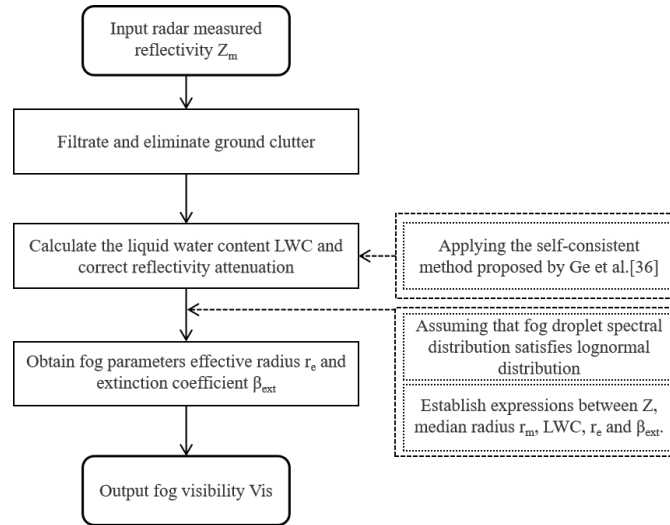 Input radar measured
reflectivity Zₘ
Filtrate and eliminate ground clutter
Calculate the liquid water content LWC and
correct reflectivity attenuation
Applying the self-consistent
method proposed by Ge et al.[36]
Assuming that fog droplet spectral
distribution satisfies lognormal
distribution
Establish expressions between Z,
median radius rₘ, LWC, rₑ and βₑₓₜ.
Obtain fog parameters effective radius rₑ and
extinction coefficient βₑₓₜ
Output fog visibility Vis